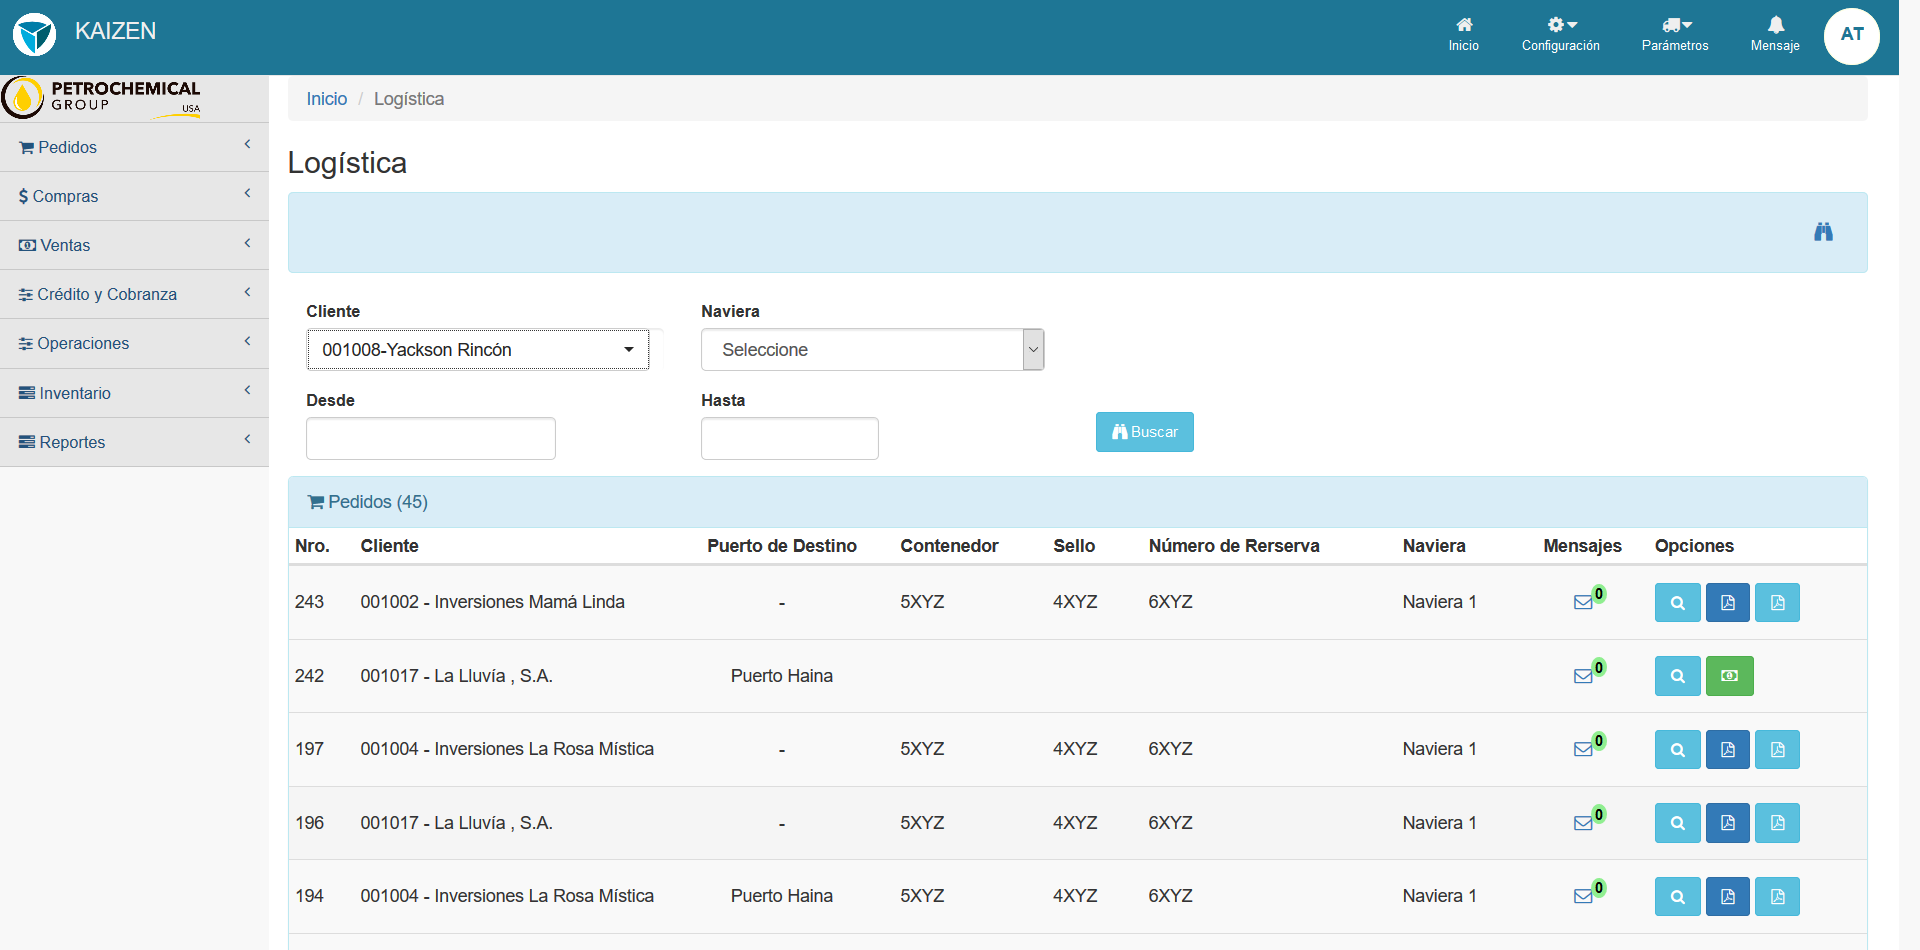 KAIZEN
Inicio
Configuración
Parámetros
Mensaje
AT
PETROCHEMICAL
GROUP
USA
Pedidos
Compras
Ventas
Crédito y Cobranza
Operaciones
Inventario
Reportes
Inicio / Logística
Logística
Cliente Naviera
001008-Yackson Rincón Seleccione
Desde Hasta
Buscar
Pedidos (45)
Nro. Cliente Puerto de Destino Contenedor Sello Número de Rerserva Naviera Mensajes Opciones
243 001002 - Inversiones Mamá Linda - 5XYZ 4XYZ 6XYZ Naviera 1 0
242 001017 - La Lluvía , S.A. Puerto Haina 0
197 001004 - Inversiones La Rosa Mística - 5XYZ 4XYZ 6XYZ Naviera 1 0
196 001017 - La Lluvía , S.A. - 5XYZ 4XYZ 6XYZ Naviera 1 0
194 001004 - Inversiones La Rosa Mística Puerto Haina 5XYZ 4XYZ 6XYZ Naviera 1 0